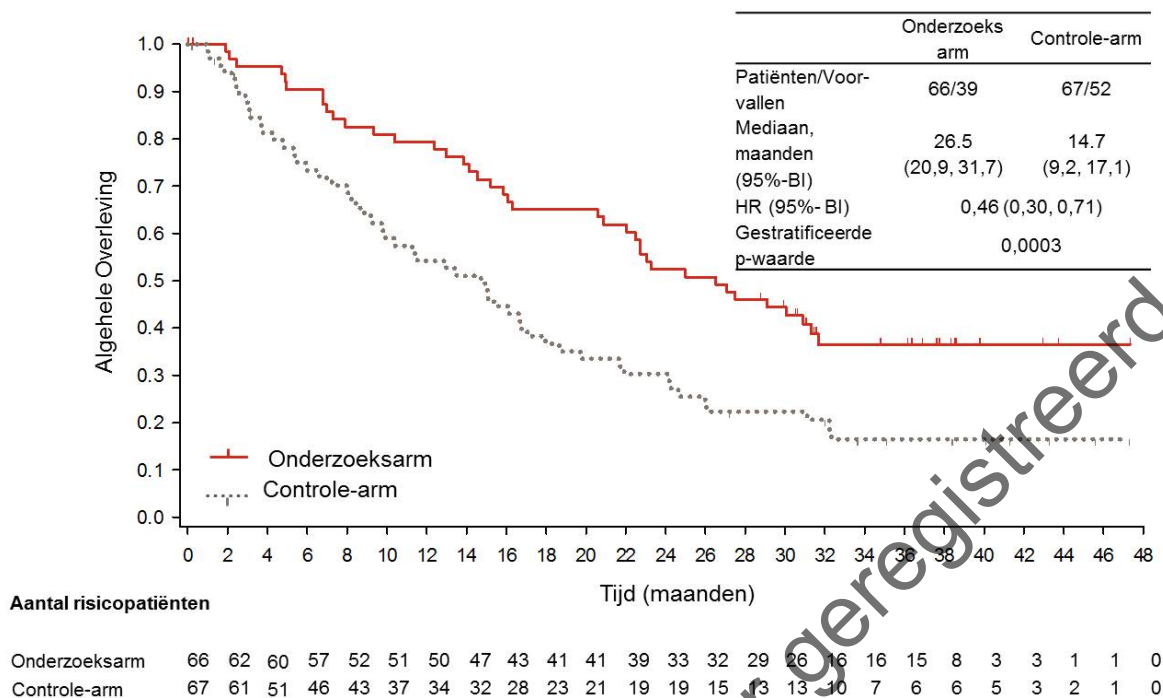 Onderzoeks
arm
Controle-arm
Patiënten/Voor-
vallen
66/39
67/52
Mediaan,
maanden
(95%-BI)
26.5
(20,9, 31,7)
14.7
(9,2, 17,1)
HR (95%- BI)
0,46 (0,30, 0,71)
Gestratificeerde
p-waarde
0,0003
Algehele Overleving
1.0
0.9
0.8
0.7
0.6
0.5
0.4
0.3
0.2
0.1
0.0
Onderzoeksarm
Controle-arm
0 2 4 6 8 10 12 14 16 18 20 22 24 26 28 30 32 34 36 38 40 42 44 46 48
Tijd (maanden)
geregistreerd
Aantal risicopatiënten
Onderzoeksarm 66 62 60 57 52 51 50 47 43 41 41 39 33 32 29 26 16 15 8 3 3 1 1 0
Controle-arm 67 61 51 46 43 37 34 32 28 23 21 19 19 15 13 13 10 7 6 6 5 3 2 1 0